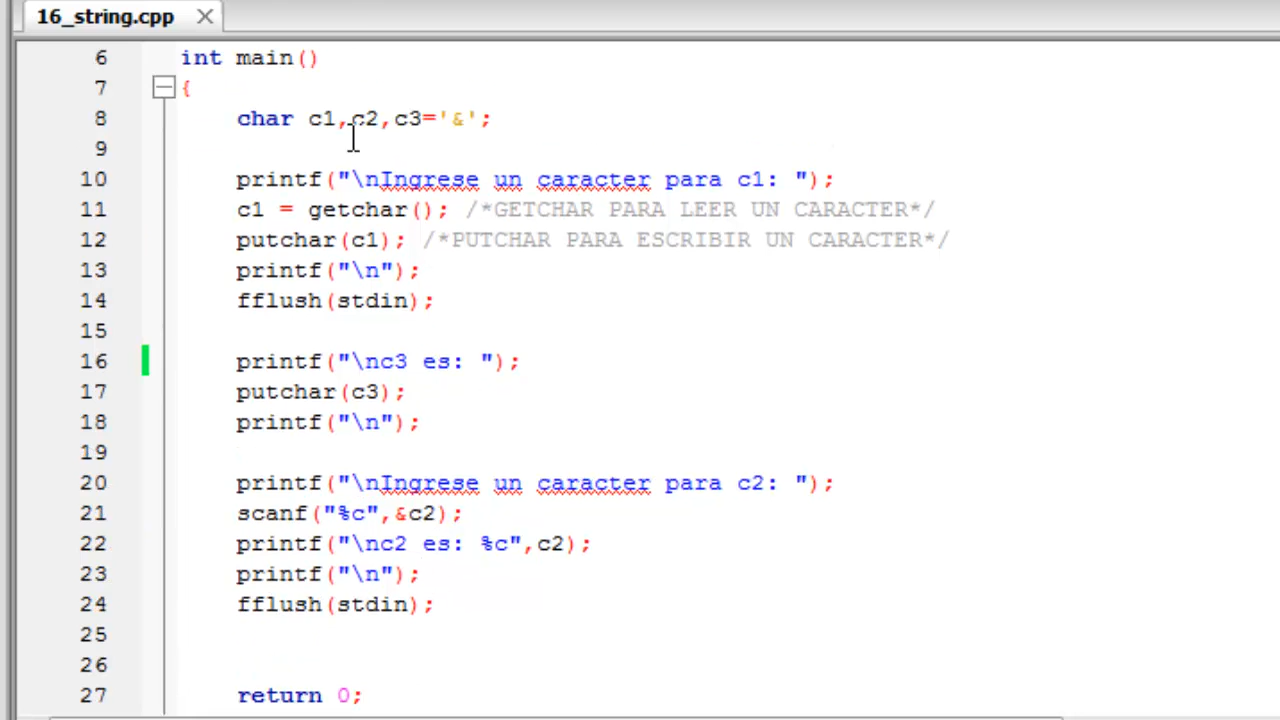 16_string.cpp
6 int main()
7 {
8 char c1,c2,c3='&';
9
10 printf("\nIngrese un caracter para c1: ");
11 c1 = getchar(); /*GETCHAR PARA LEER UN CARACTER*/
12 putchar(c1); /*PUTCHAR PARA ESCRIBIR UN CARACTER*/
13 printf("\n");
14 fflush(stdin);
15
16 printf("\nc3 es: ");
17 putchar(c3);
18 printf("\n");
19
20 printf("\nIngrese un caracter para c2: ");
21 scanf("%c",&c2);
22 printf("\nc2 es: %c",c2);
23 printf("\n");
24 fflush(stdin);
25
26
27 return 0;